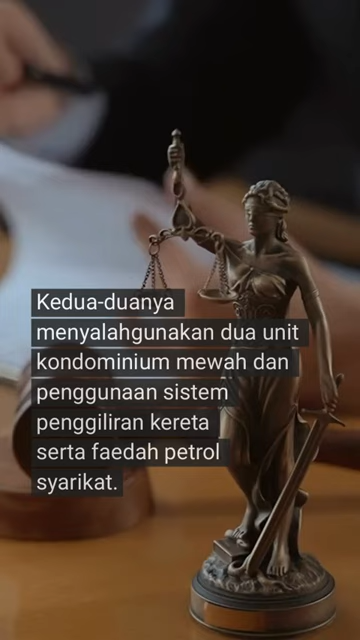 Kedua-duanya
menyalahgunakan dua unit
kondominium mewah dan
penggunaan sistem
penggiliran kereta
serta faedah petrol
syarikat.